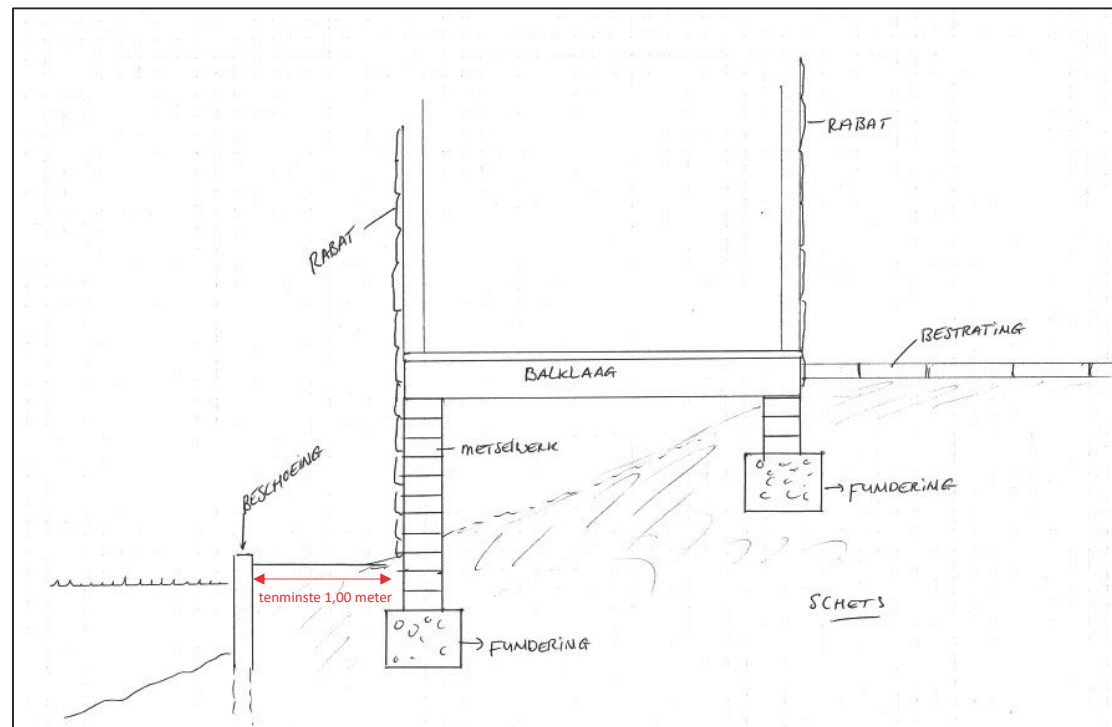 RABAT
RABAT
BESTRATING
BALKLAAG
METSELWERK
BESCHOEING
→FUNDERING
tenminste 1,00 meter
SCHETS
→FUNDERING